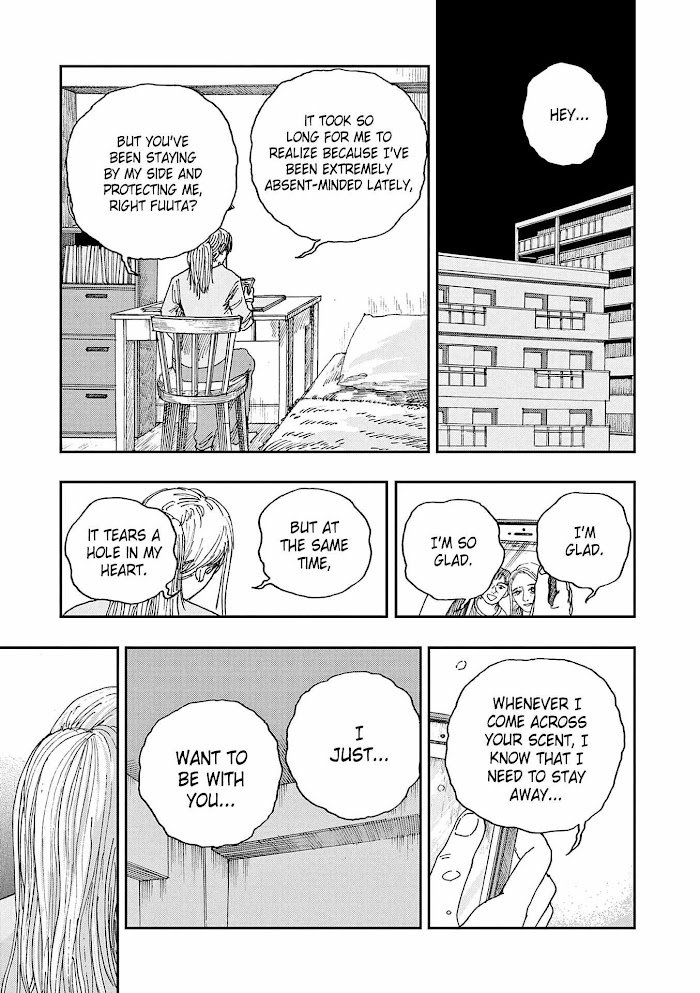 HEY...
IT TOOK SO
LONG FOR ME TO
REALIZE BECAUSE I'VE
BEEN EXTREMELY
ABSENT-MINDED LATELY,
BUT YOU'VE
BEEN STAYING
BY MY SIDE AND
PROTECTING ME,
RIGHT FUUTA?
I'M
GLAD.
I'M SO
GLAD.
BUT AT
THE SAME
TIME,
IT TEARS A
HOLE IN MY
HEART.
WHENEVER I
COME ACROSS
YOUR SCENT, I
KNOW THAT I
NEED TO STAY
AWAY...
I
JUST...
WANT TO
BE WITH
YOU...